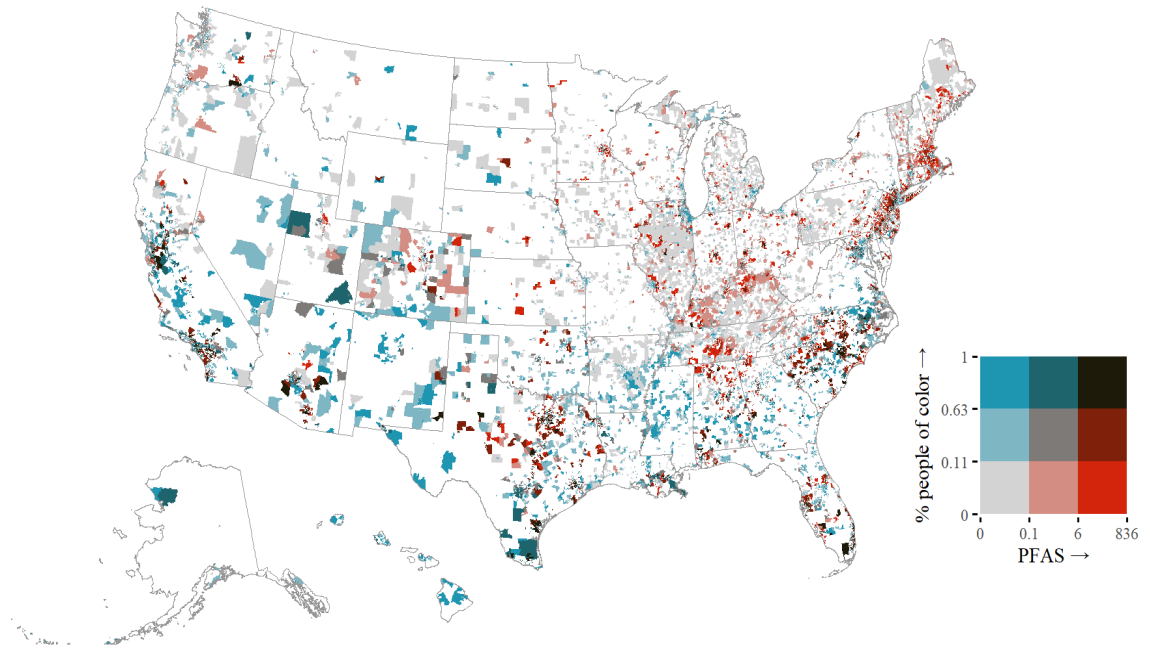 % people of color →
1
0.63
0.11
0
0 0.1 6 836
PFAS →